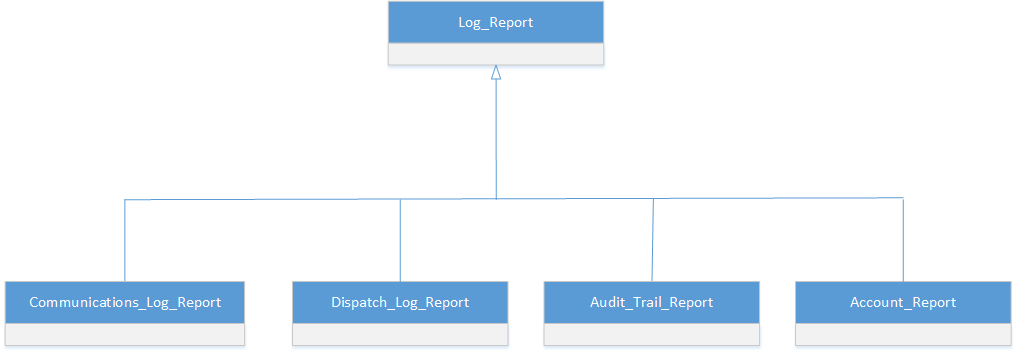 Log_Report
Communications_Log_Report
Dispatch_Log_Report
Audit_Trail_Report
Account_Report